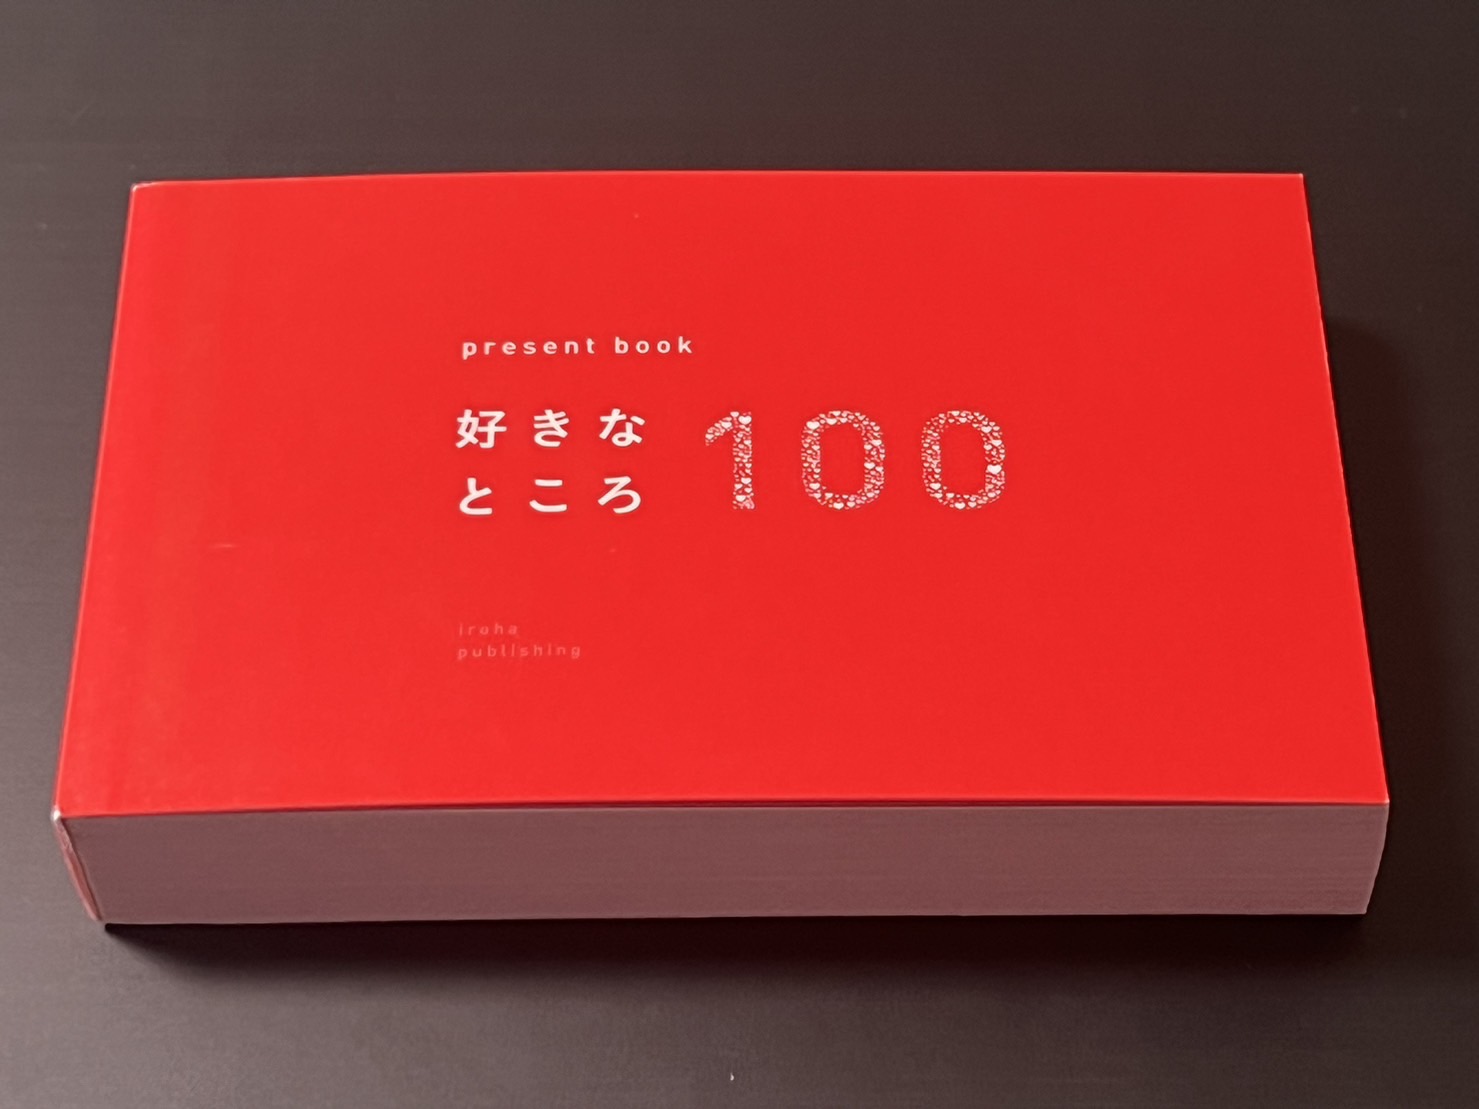 present book
好きな
ところ
100
iroha
publishing